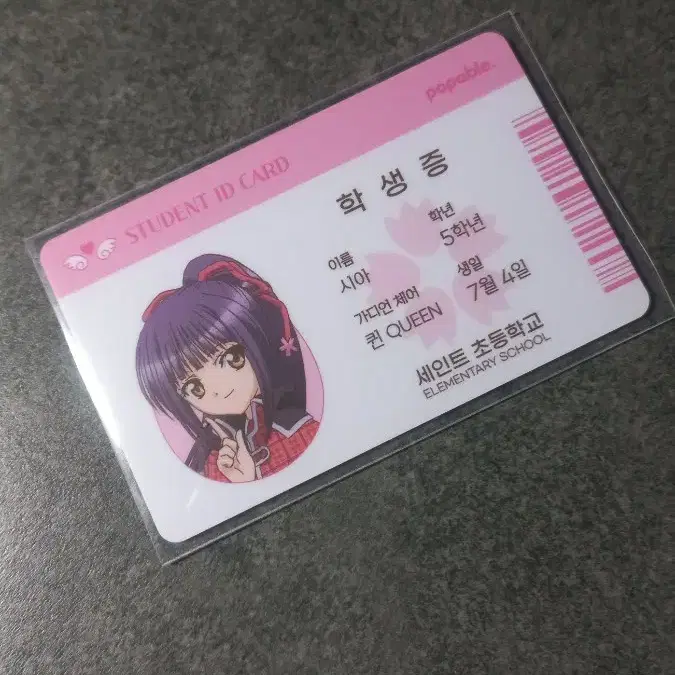 popable.
STUDENT ID CARD
학생증
이름
시아
학년
5학년
가디언 체어
퀸 QUEEN
생일
7월 4일
세인트 초등학교
ELEMENTARY SCHOOL